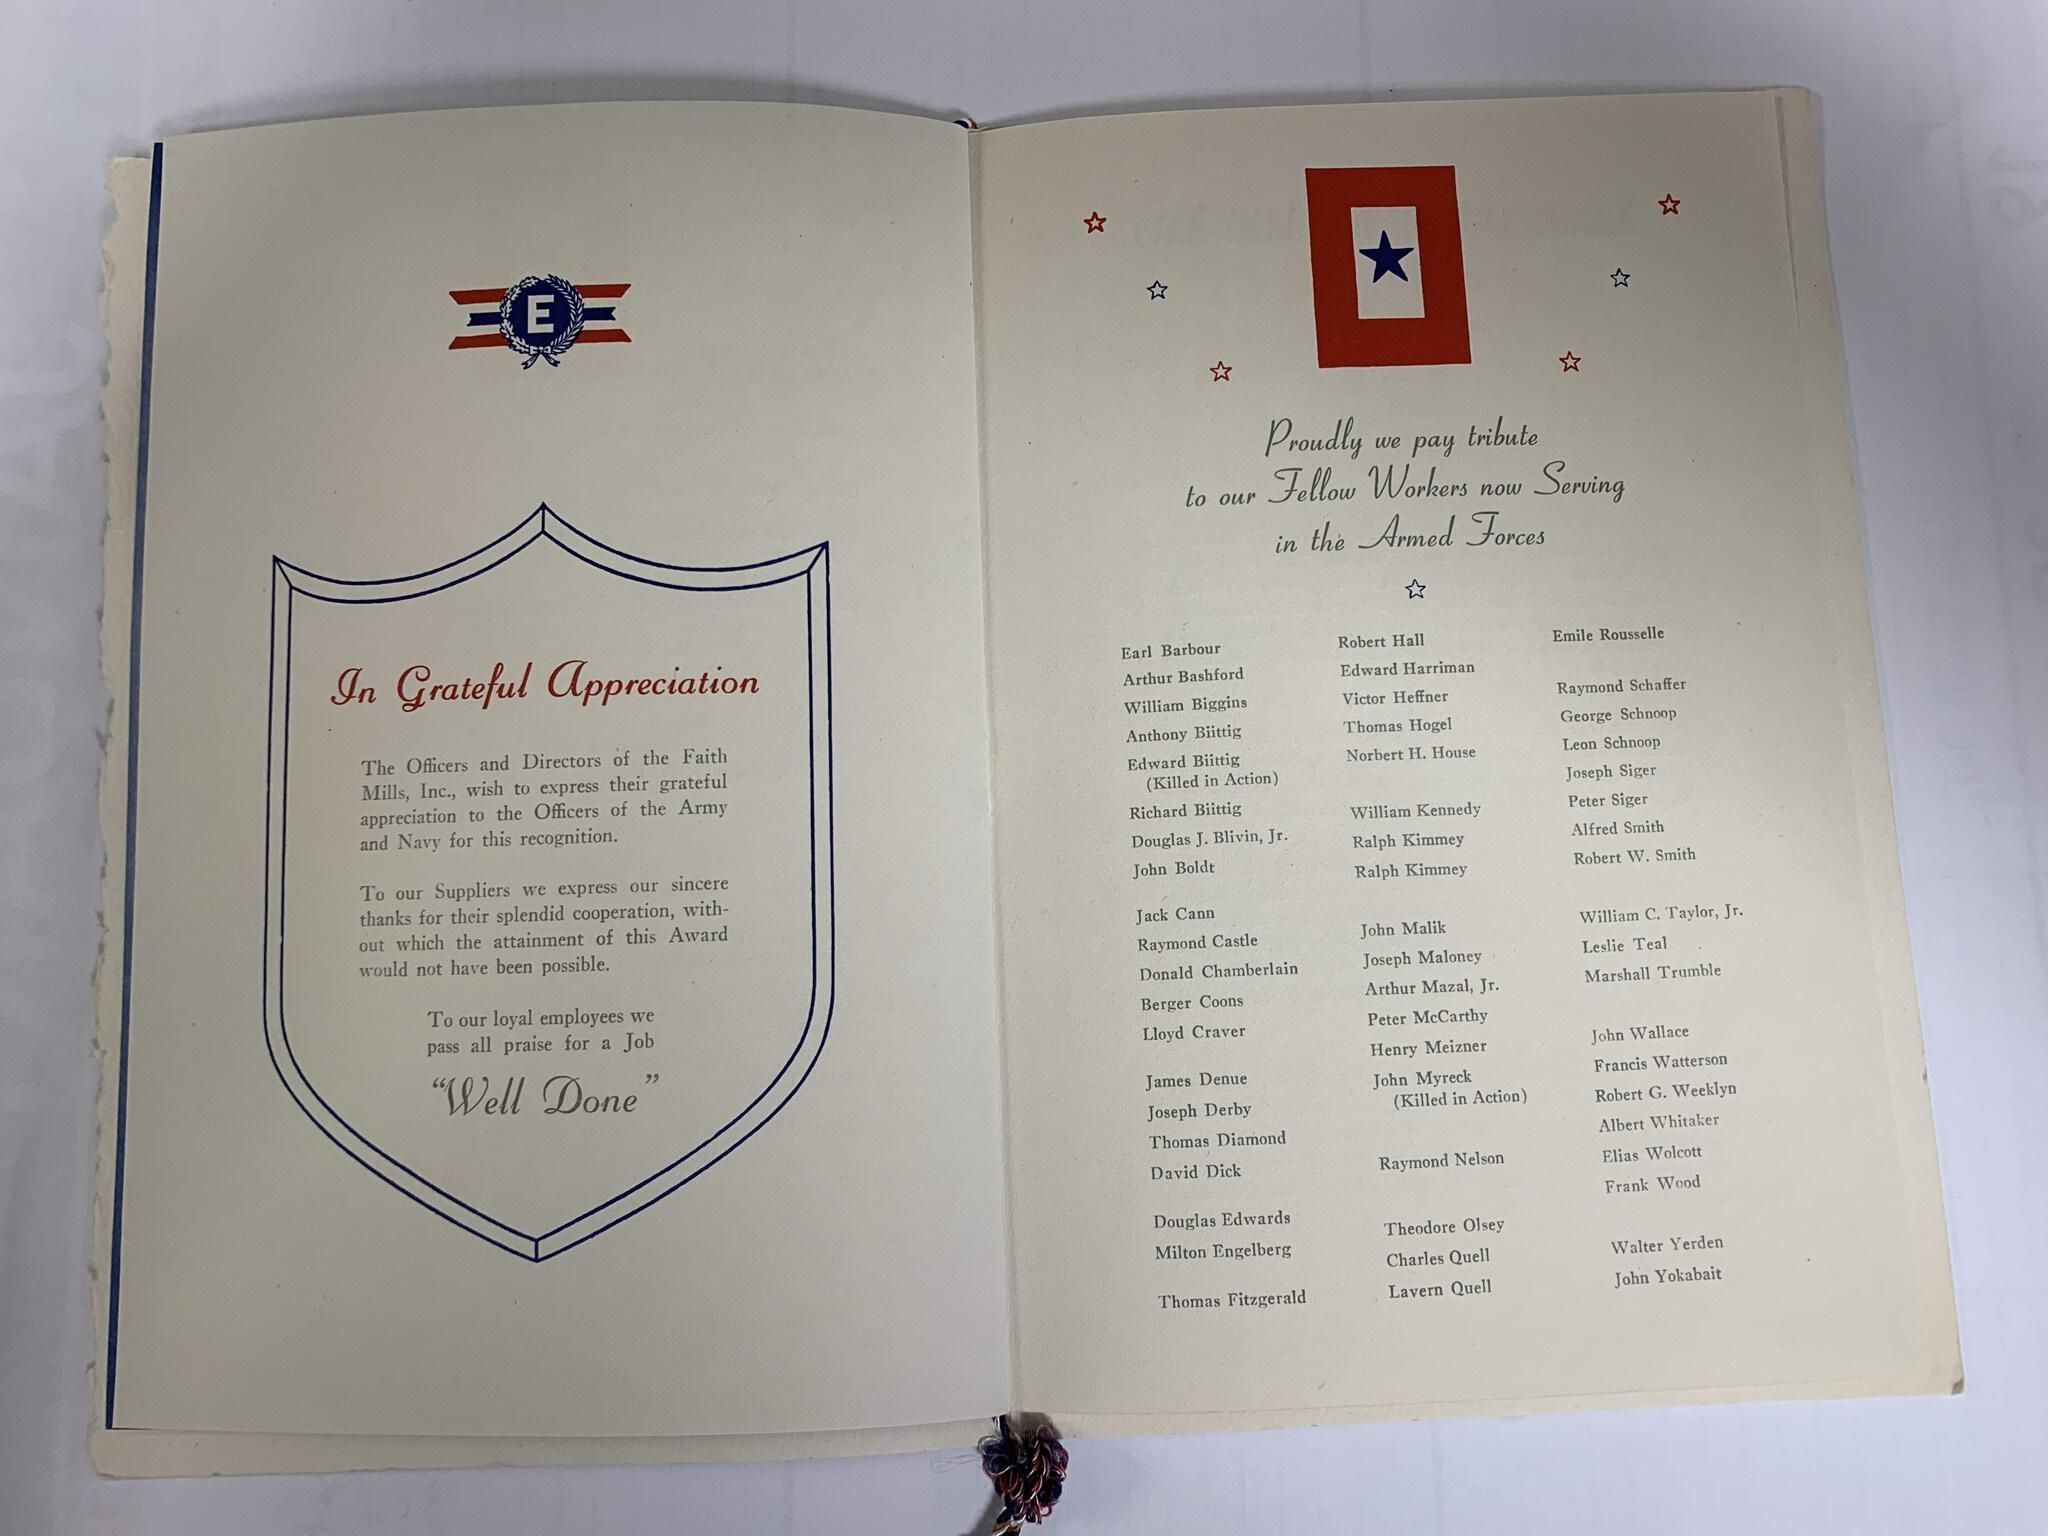 E
In Grateful Appreciation
The Officers and Directors of the Faith
Mills, Inc., wish to express their grateful
appreciation to the Officers of the Army
and Navy for this recognition.
To our Suppliers we express our sincere
thanks for their splendid cooperation, with-
out which the attainment of this Award
would not have been possible.
To our loyal employees we
pass all praise for a Job
“Well Done”
Proudly we pay tribute
to our Fellow Workers now Serving
in the Armed Forces
Earl Barbour
Arthur Bashford
William Biggins
Anthony Biittig
Edward Biittig
(Killed in Action)
Richard Biittig
Douglas J. Blivin, Jr.
John Boldt
Jack Cann
Raymond Castle
Donald Chamberlain
Berger Coons
Lloyd Craver
James Denue
Joseph Derby
Thomas Diamond
David Dick
Douglas Edwards
Milton Engelberg
Thomas Fitzgerald
Robert Hall
Edward Harriman
Victor Heffner
Thomas Hogel
Norbert H. House
William Kennedy
Ralph Kimmey
Ralph Kimmey
John Malik
Joseph Maloney
Arthur Mazal, Jr.
Peter McCarthy
Henry Meizner
John Myreck
(Killed in Action)
Raymond Nelson
Theodore Olsey
Charles Quell
Lavern Quell
Emile Rousselle
Raymond Schaffer
George Schnoop
Leon Schnoop
Joseph Siger
Peter Siger
Alfred Smith
Robert W. Smith
William C. Taylor, Jr.
Leslie Teal
Marshall Trumble
John Wallace
Francis Watterson
Robert G. Weeklyn
Albert Whitaker
Elias Wolcott
Frank Wood
Walter Yerden
John Yokabait